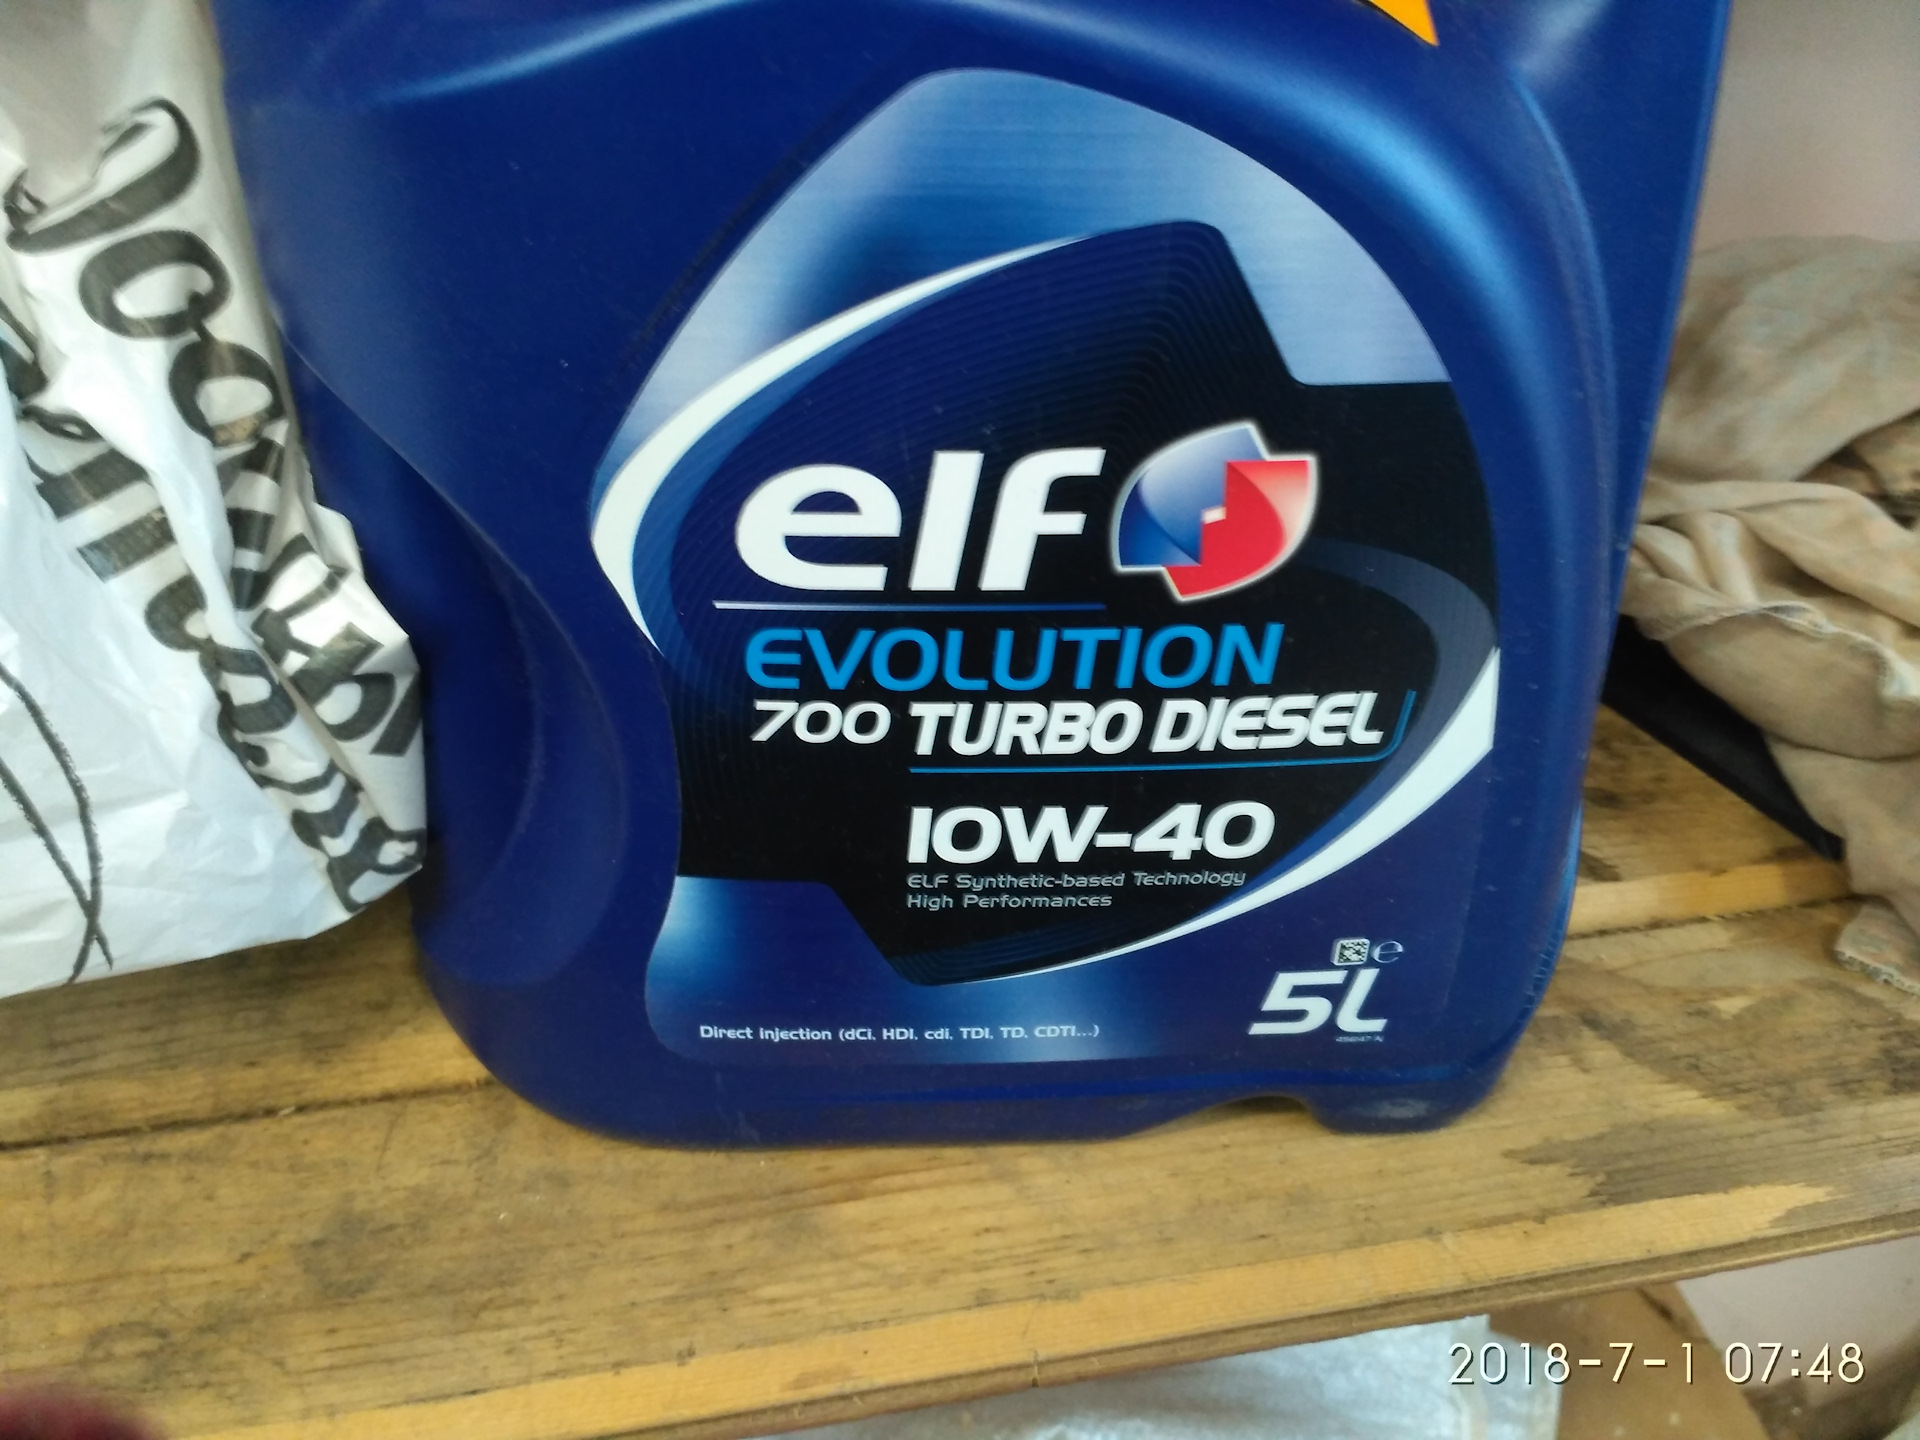 elf
EVOLUTION
700 TURBO DIESEL
10W-40
ELF Synthetic-based Technology
High Performances
e
5L
Direct injection (dCi, HDI, cdi, TDI, TD, CDTI...)
2018-7-1 07:48